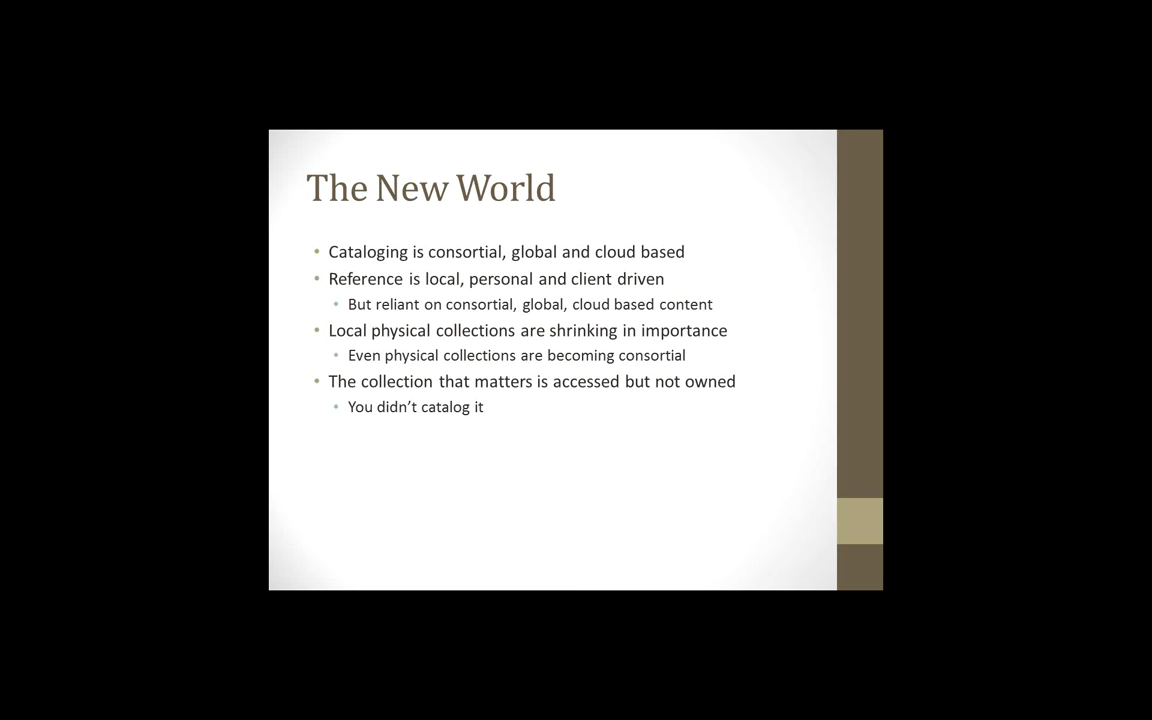 The New World
• Cataloging is consortial, global and cloud based
• Reference is local, personal and client driven
• But reliant on consortial, global, cloud based content
• Local physical collections are shrinking in importance
• Even physical collections are becoming consortial
• The collection that matters is accessed but not owned
• You didn’t catalog it